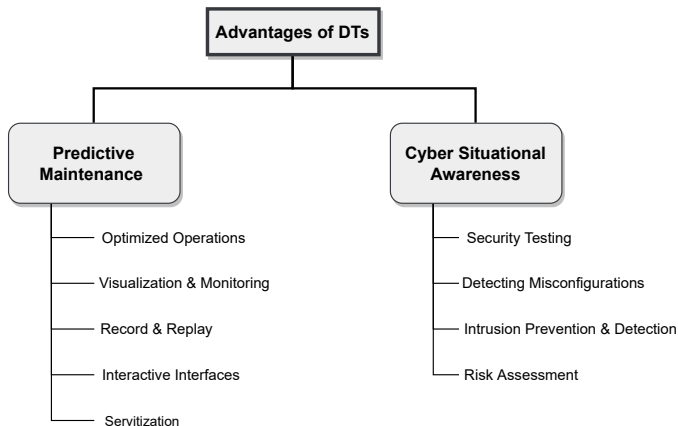 Advantages of DTs
Predictive
Maintenance
Optimized Operations
Visualization & Monitoring
Record & Replay
Interactive Interfaces
Servitization
Cyber Situational
Awareness
Security Testing
Detecting Misconfigurations
Intrusion Prevention & Detection
Risk Assessment